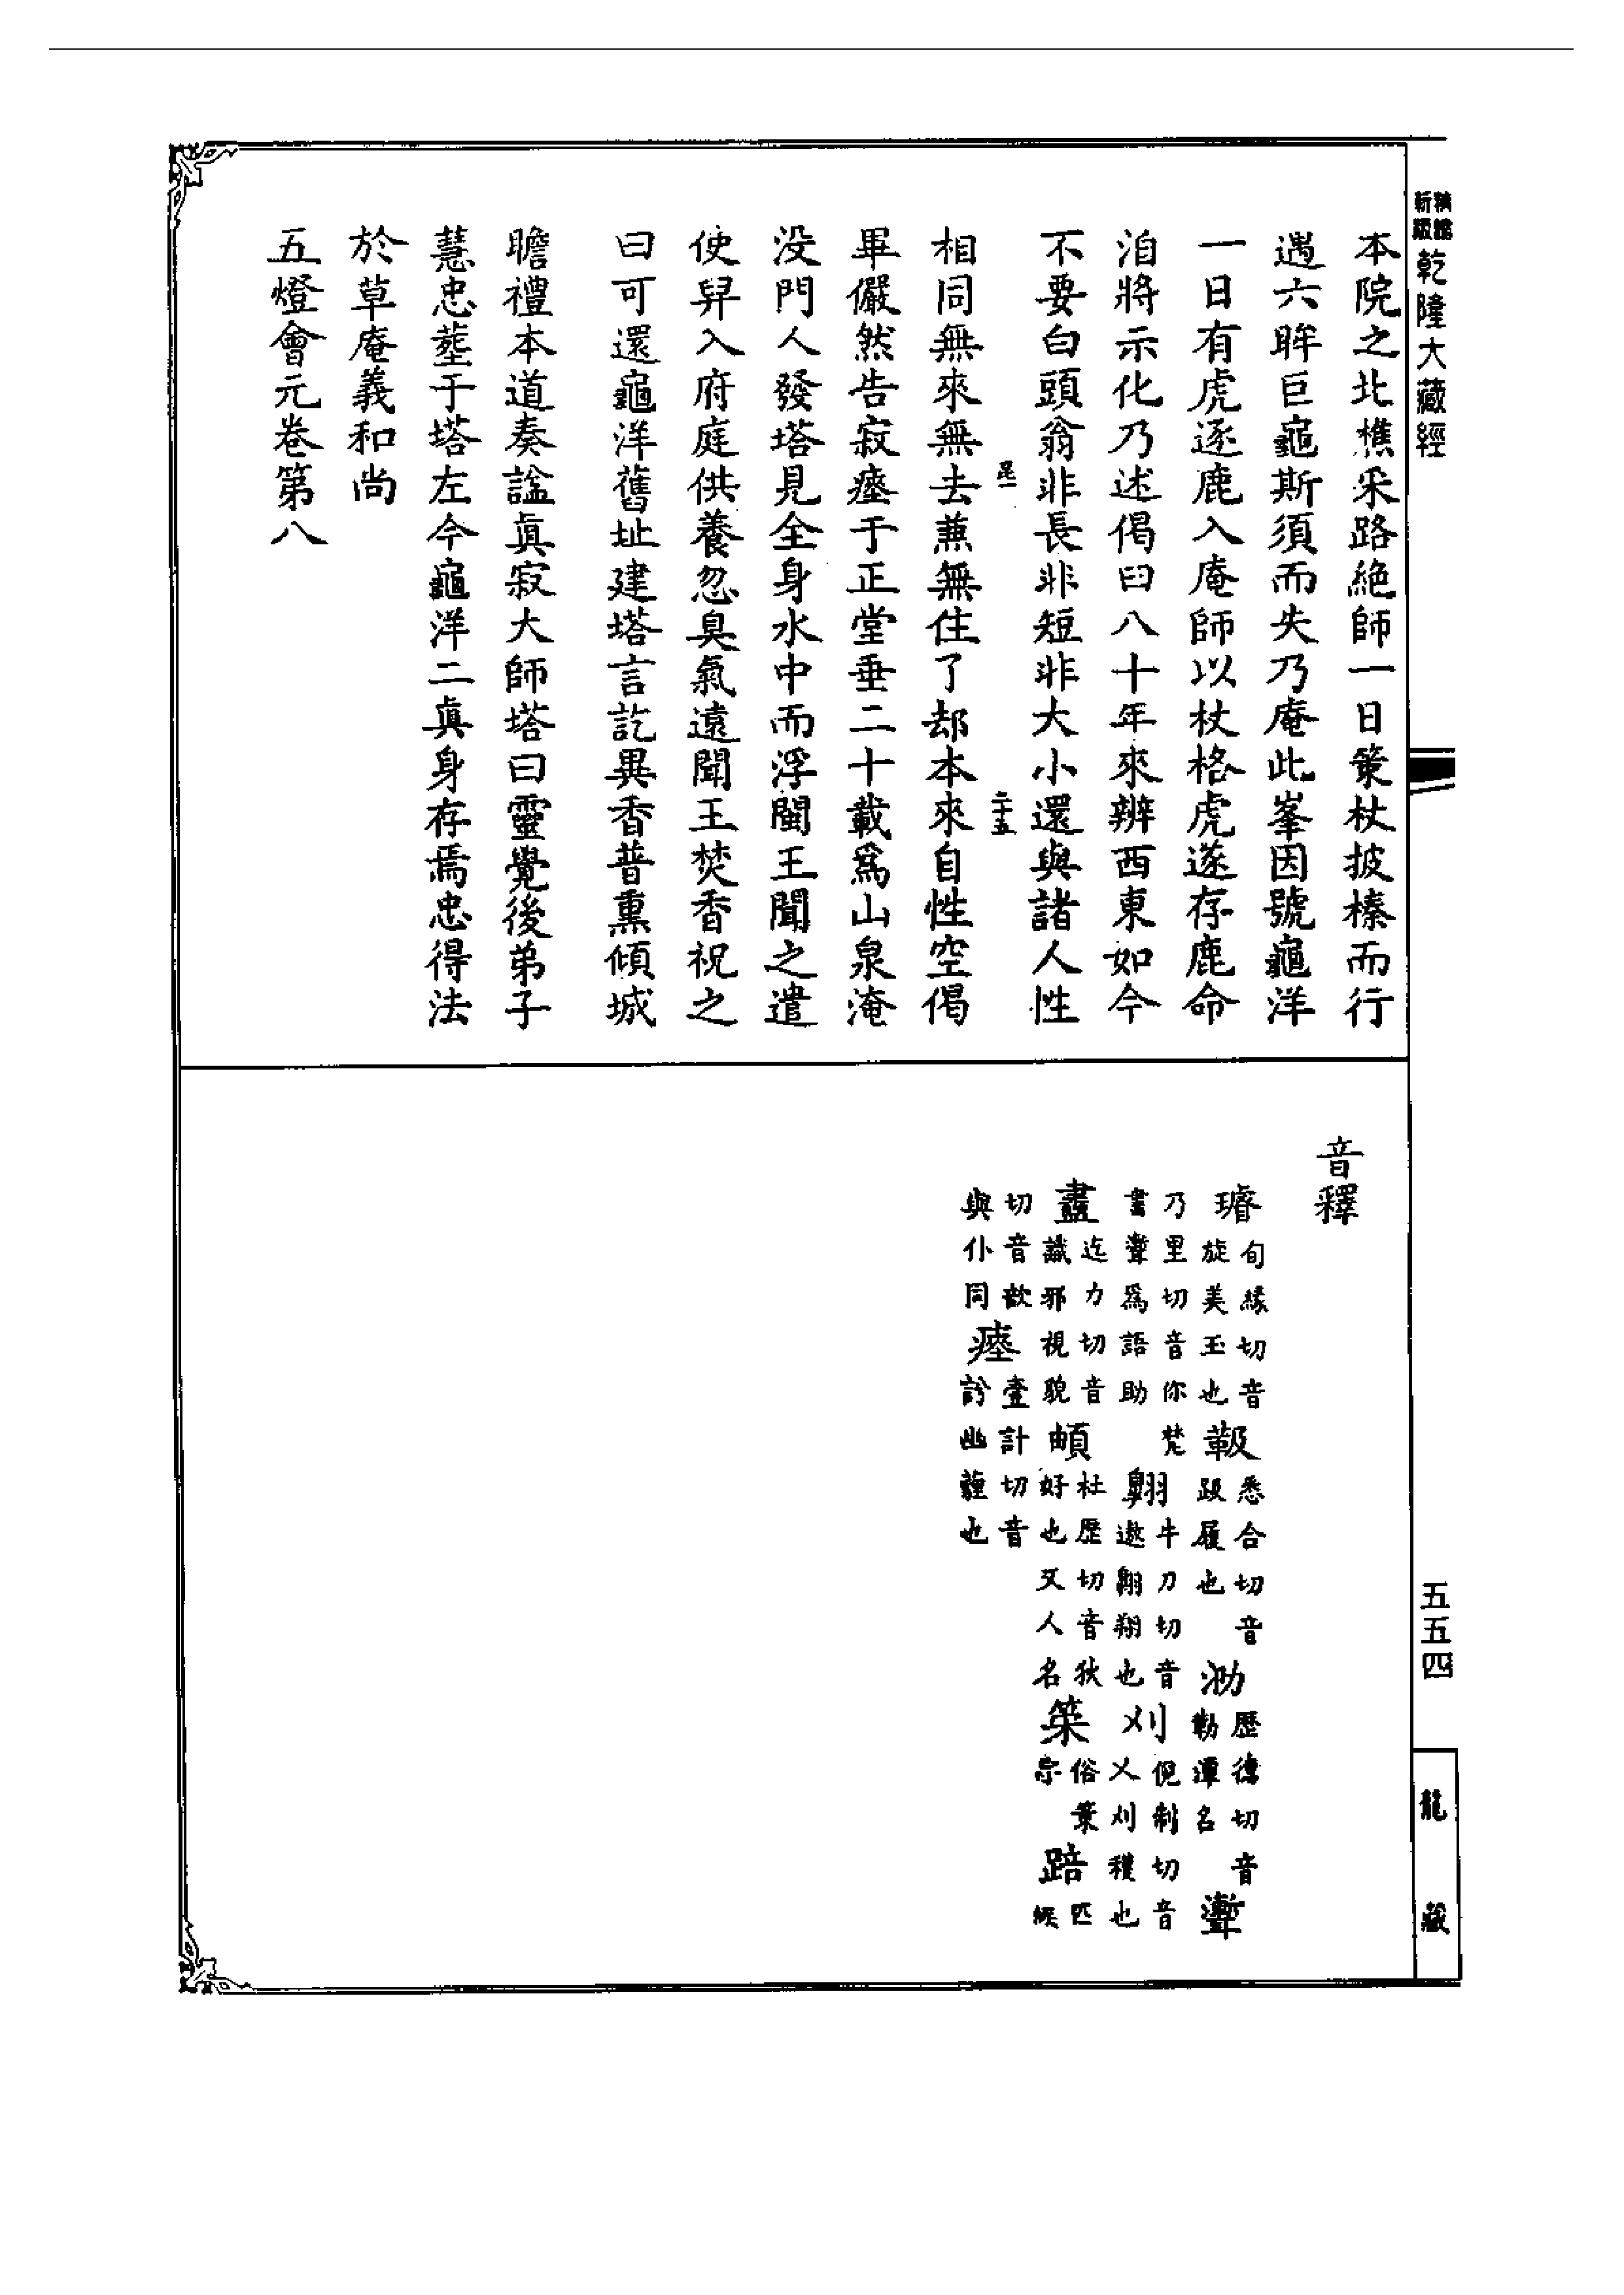 乾隆大藏經
本院之北樵采路絶師一日策杖披榛而行
遇六眸巨龜斯須而失乃庵此峯因號龜洋
一日有虎逐鹿入庵師以杖格虎遂存鹿命
洎將示化乃述偈曰八十年來辨西東如今
不要白頭翁非長非短非大小還與諸人性
二十五
相同無來無去兼無住了却本來自性空偈
畢儼然告寂瘞于正堂垂二十載爲山泉淹
没門人發塔見全身水中而浮閩王聞之遣
使舁入府庭供養忽臭氣遠聞王焚香祝之
曰可還龜洋舊址建塔言訖異香普熏傾城
瞻禮本道奏諡真寂大師塔曰靈覺後弟子
慧忠塟于塔左今龜洋二真身存焉忠得法
於草庵義和尚
五燈會元卷第八
音釋
璿旬緣切音旋美玉也靸悉合切音趿履也泐歷德切音勒潭名聻
乃里切音你梵書聻爲語助翺牛刀切音遨翺翔也刈倪制切音乂刈穫也
盠迄力切音䜣邪視貌頔杜歷切音狄好也又人名筞俗策字踣匹候
切音歕與仆同瘞壹計切音訡幽薶也
五五四
龍藏